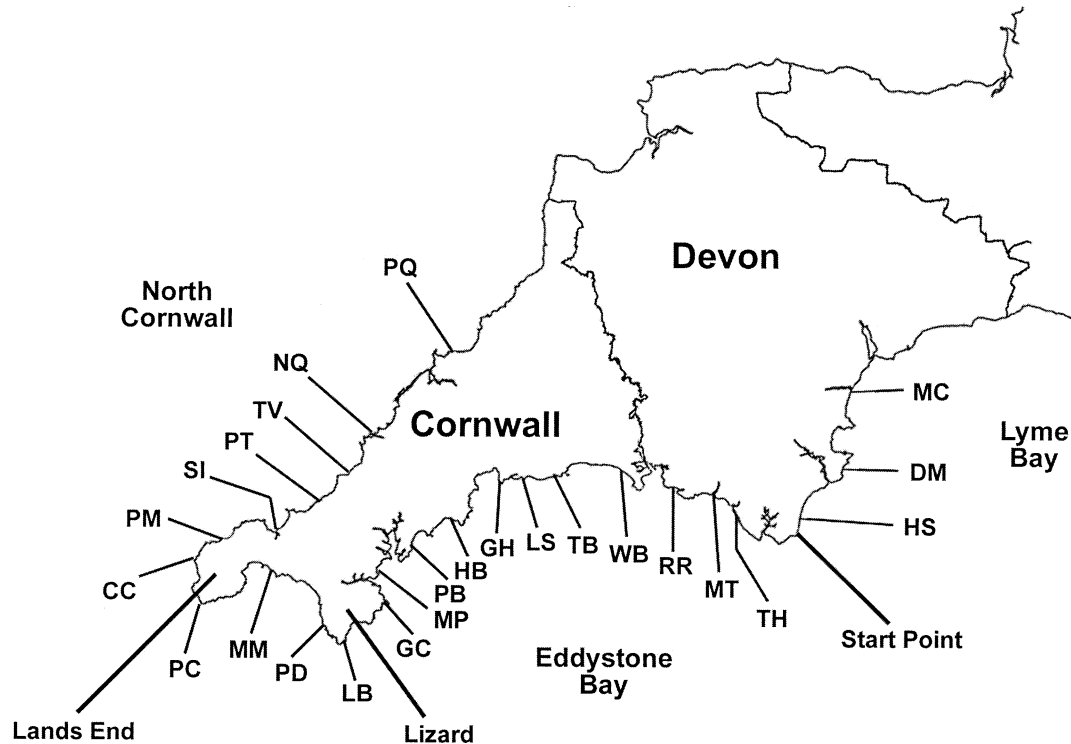 Devon
PQ
North
Cornwall
NQ
MC
TV
Cornwall
Lyme
Bay
PT
SI
DM
PM
HS
GH
LS
TB
WB
RR
HB
CC
PB
MT
MP
TH
GC
MM
Start Point
PC
PD
Eddystone
Bay
LB
Lands End
Lizard